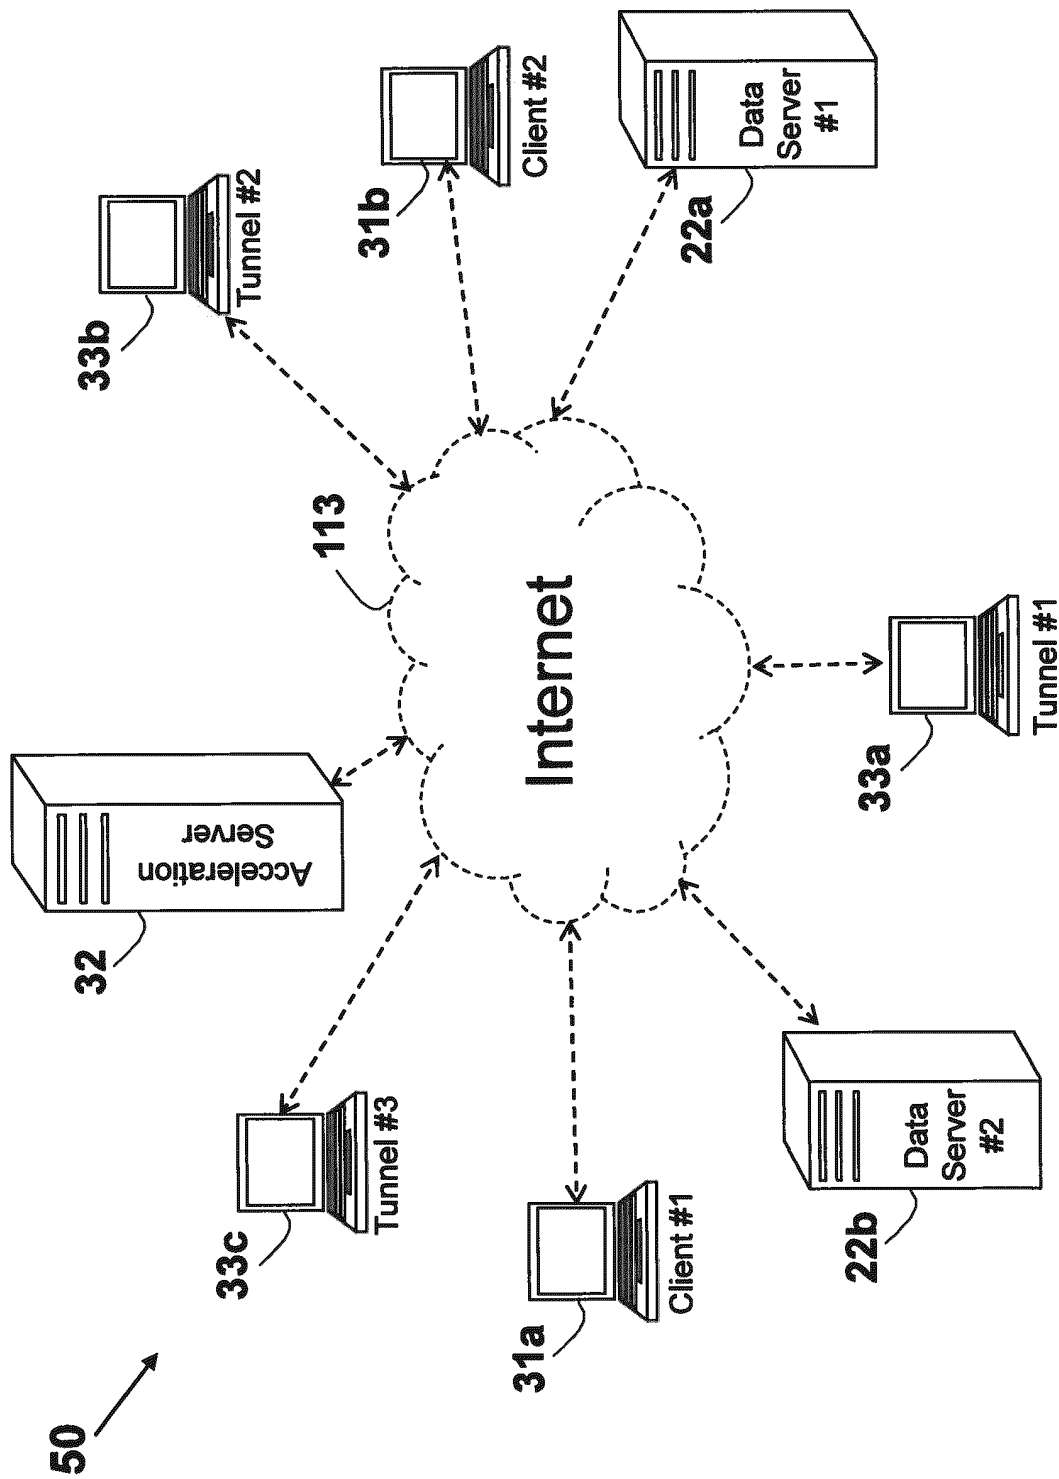 50
33c
Tunnel #3
32
Acceleration
Server
113
33b
Tunnel #2
31a
Client #1
Internet
31b
Client #2
22b
Data
Server
#2
33a
Tunnel #1
22a
Data
Server
#1